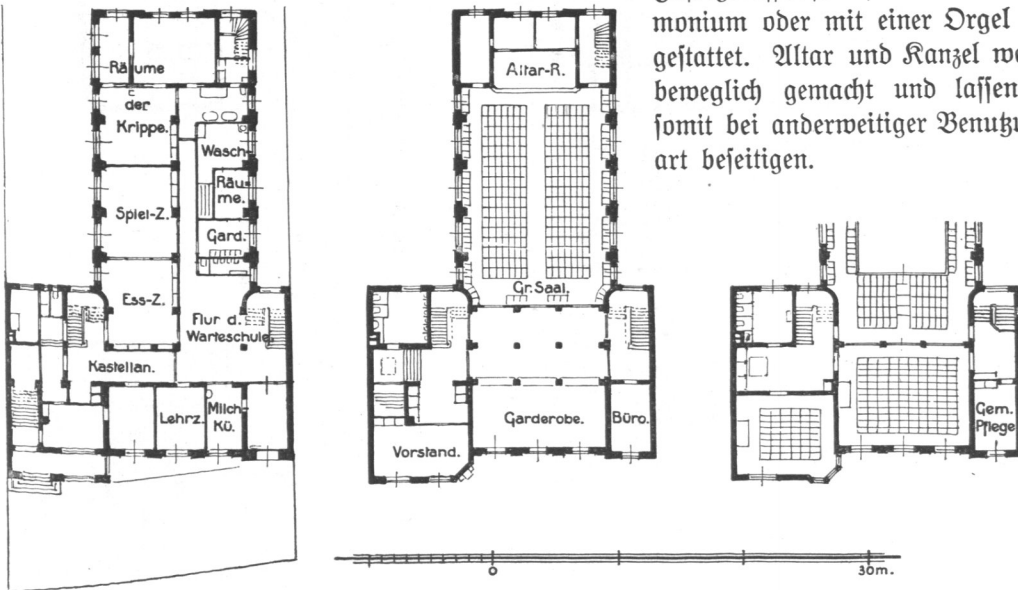 monium oder mit einer Orgel
gestattet. Altar und Kanzel
beweglich gemacht und lassen
somit bei anderweitiger
art beseitigen.
Räume
der
Krippe.
Wasch-
Räu-
me.
Spiel-Z.
Gard.
Ess-Z.
Flur d.
Warteschule.
Kastellan.
Lehrz.
Milch-
Kü.
Altar-R.
Gr. Saal.
Garderobe.
Büro.
Vorstand.
Gem.
Pflege
0
30m.